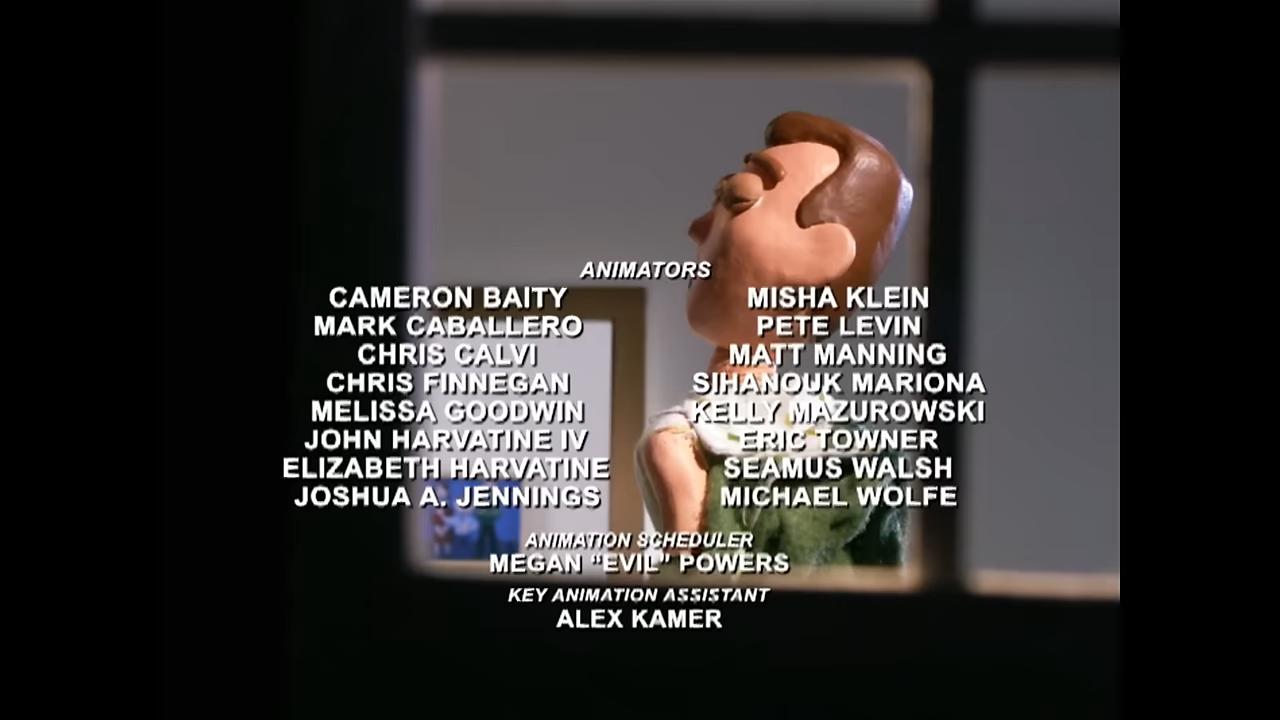 ANIMATORS
CAMERON BAITY
MARK CABALLERO
CHRIS CALVI
CHRIS FINNEGAN
MELISSA GOODWIN
JOHN HARVATINE IV
ELIZABETH HARVATINE
JOSHUA A. JENNINGS
MISHA KLEIN
PETE LEVIN
MATT MANNING
SIHANOUK MARIONA
KELLY MAZUROWSKI
ERIC TOWNER
SEAMUS WALSH
MICHAEL WOLFE
ANIMATION SCHEDULER
MEGAN "EVIL" POWERS
KEY ANIMATION ASSISTANT
ALEX KAMER